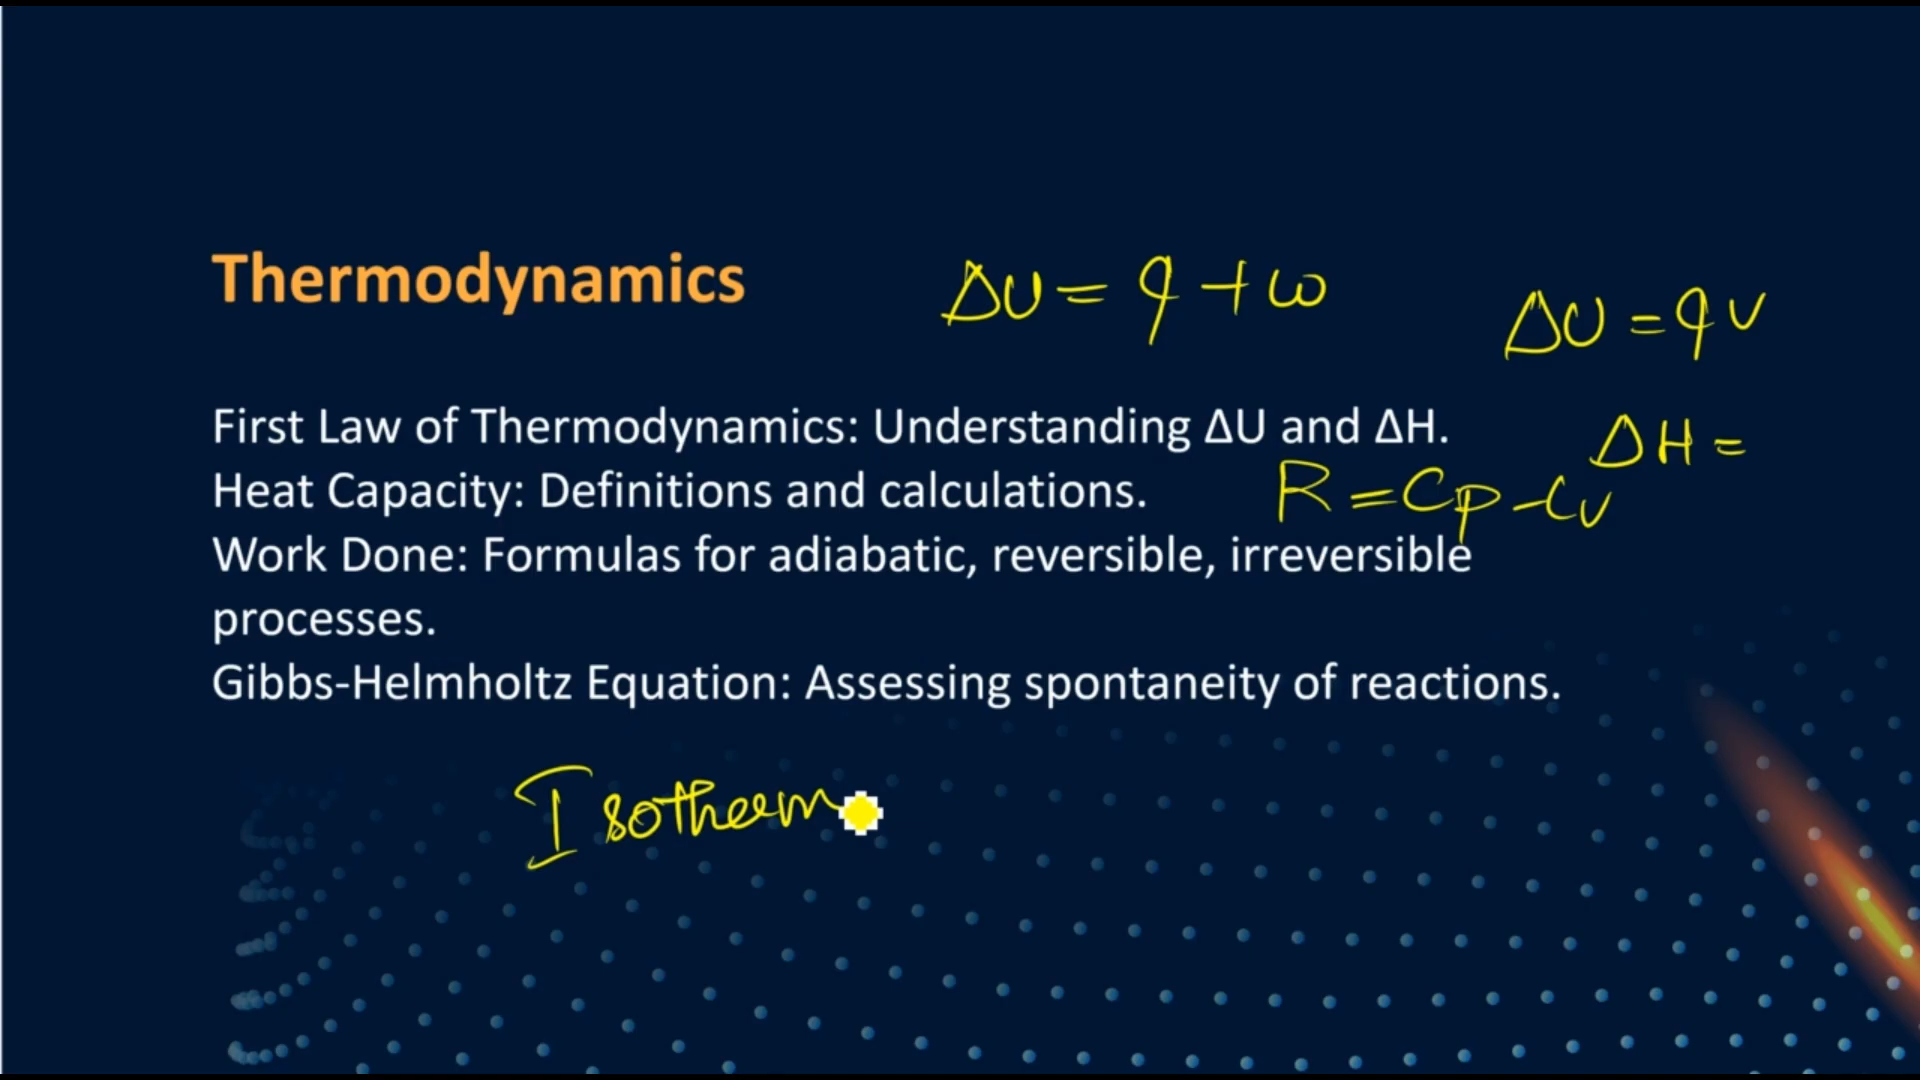 Thermodynamics
ΔU = q + w
ΔU = qv
First Law of Thermodynamics: Understanding ΔU and ΔH.
ΔH =
Heat Capacity: Definitions and calculations.
R = Cp - Cv
Work Done: Formulas for adiabatic, reversible, irreversible
processes.
Gibbs-Helmholtz Equation: Assessing spontaneity of reactions.
Isotherm